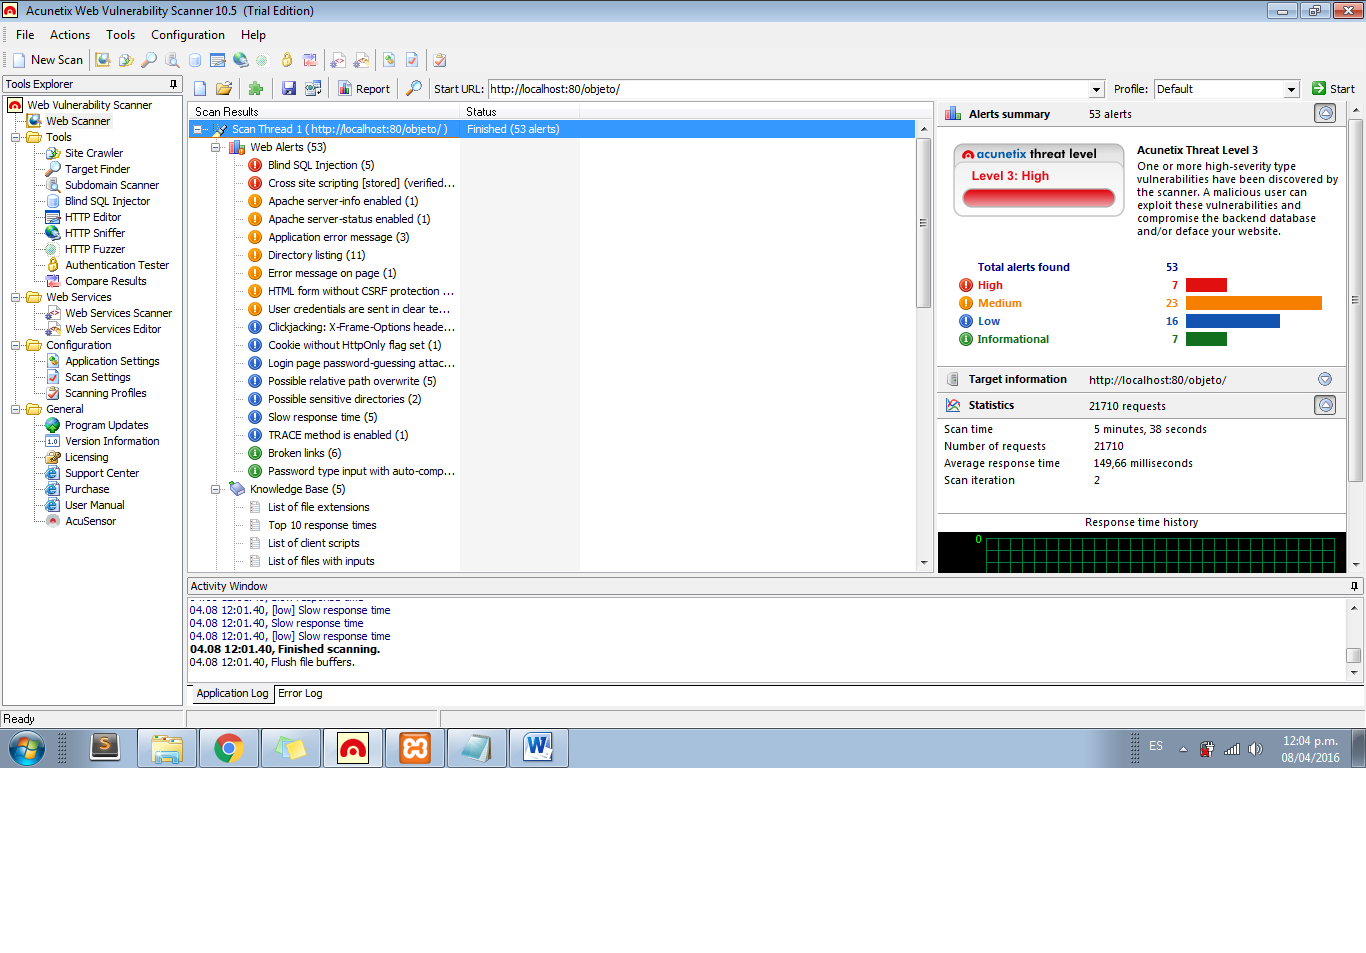 Acunetix Web Vulnerability Scanner 10.5 (Trial Edition)
File Actions Tools Configuration Help
New Scan
Tools Explorer
Web Vulnerability Scanner
Web Scanner
Tools
Site Crawler
Target Finder
Subdomain Scanner
Blind SQL Injector
HTTP Editor
HTTP Sniffer
HTTP Fuzzer
Authentication Tester
Compare Results
Web Services
Web Services Scanner
Web Services Editor
Configuration
Application Settings
Scan Settings
Scanning Profiles
General
Program Updates
1.0 Version Information
Licensing
Support Center
Purchase
User Manual
AcuSensor
Report Start URL: http://localhost:80/objeto/ Profile: Default Start
Scan Results Status
Scan Thread 1 ( http://localhost:80/objeto/ ) Finished (53 alerts)
Web Alerts (53)
Blind SQL Injection (5)
Cross site scripting [stored] (verified...
Apache server-info enabled (1)
Apache server-status enabled (1)
Application error message (3)
Directory listing (11)
Error message on page (1)
HTML form without CSRF protection ...
User credentials are sent in clear te...
Clickjacking: X-Frame-Options heade...
Cookie without HttpOnly flag set (1)
Login page password-guessing attac...
Possible relative path overwrite (5)
Possible sensitive directories (2)
Slow response time (5)
TRACE method is enabled (1)
Broken links (6)
Password type input with auto-comp...
Knowledge Base (5)
List of file extensions
Top 10 response times
List of client scripts
List of files with inputs
Alerts summary 53 alerts
acunetix threat level
Level 3: High
Acunetix Threat Level 3
One or more high-severity type
vulnerabilities have been discovered by
the scanner. A malicious user can
exploit these vulnerabilities and
compromise the backend database
and/or deface your website.
Total alerts found 53
High 7
Medium 23
Low 16
Informational 7
Target information http://localhost:80/objeto/
Statistics 21710 requests
Scan time 5 minutes, 38 seconds
Number of requests 21710
Average response time 149,66 milliseconds
Scan iteration 2
Response time history
0
Activity Window
04.08 12:01.40, [low] Slow response time
04.08 12:01.40, Slow response time
04.08 12:01.40, [low] Slow response time
04.08 12:01.40, Finished scanning.
04.08 12:01.40, Flush file buffers.
Application Log Error Log
Ready
ES
12:04 p.m.
08/04/2016